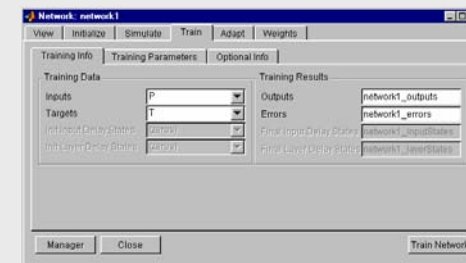 Network: network1
View Initialize Simulate Train Adapt Weights
Training Info Training Parameters Optional Info
Training Data
Inputs P
Targets T
Init Input Delay States (zeros)
Init Layer Delay States (zeros)
Training Results
Outputs network1_outputs
Errors network1_errors
Final Input Delay States network1_inputStates
Final Layer Delay States network1_layerStates
Manager Close Train Network